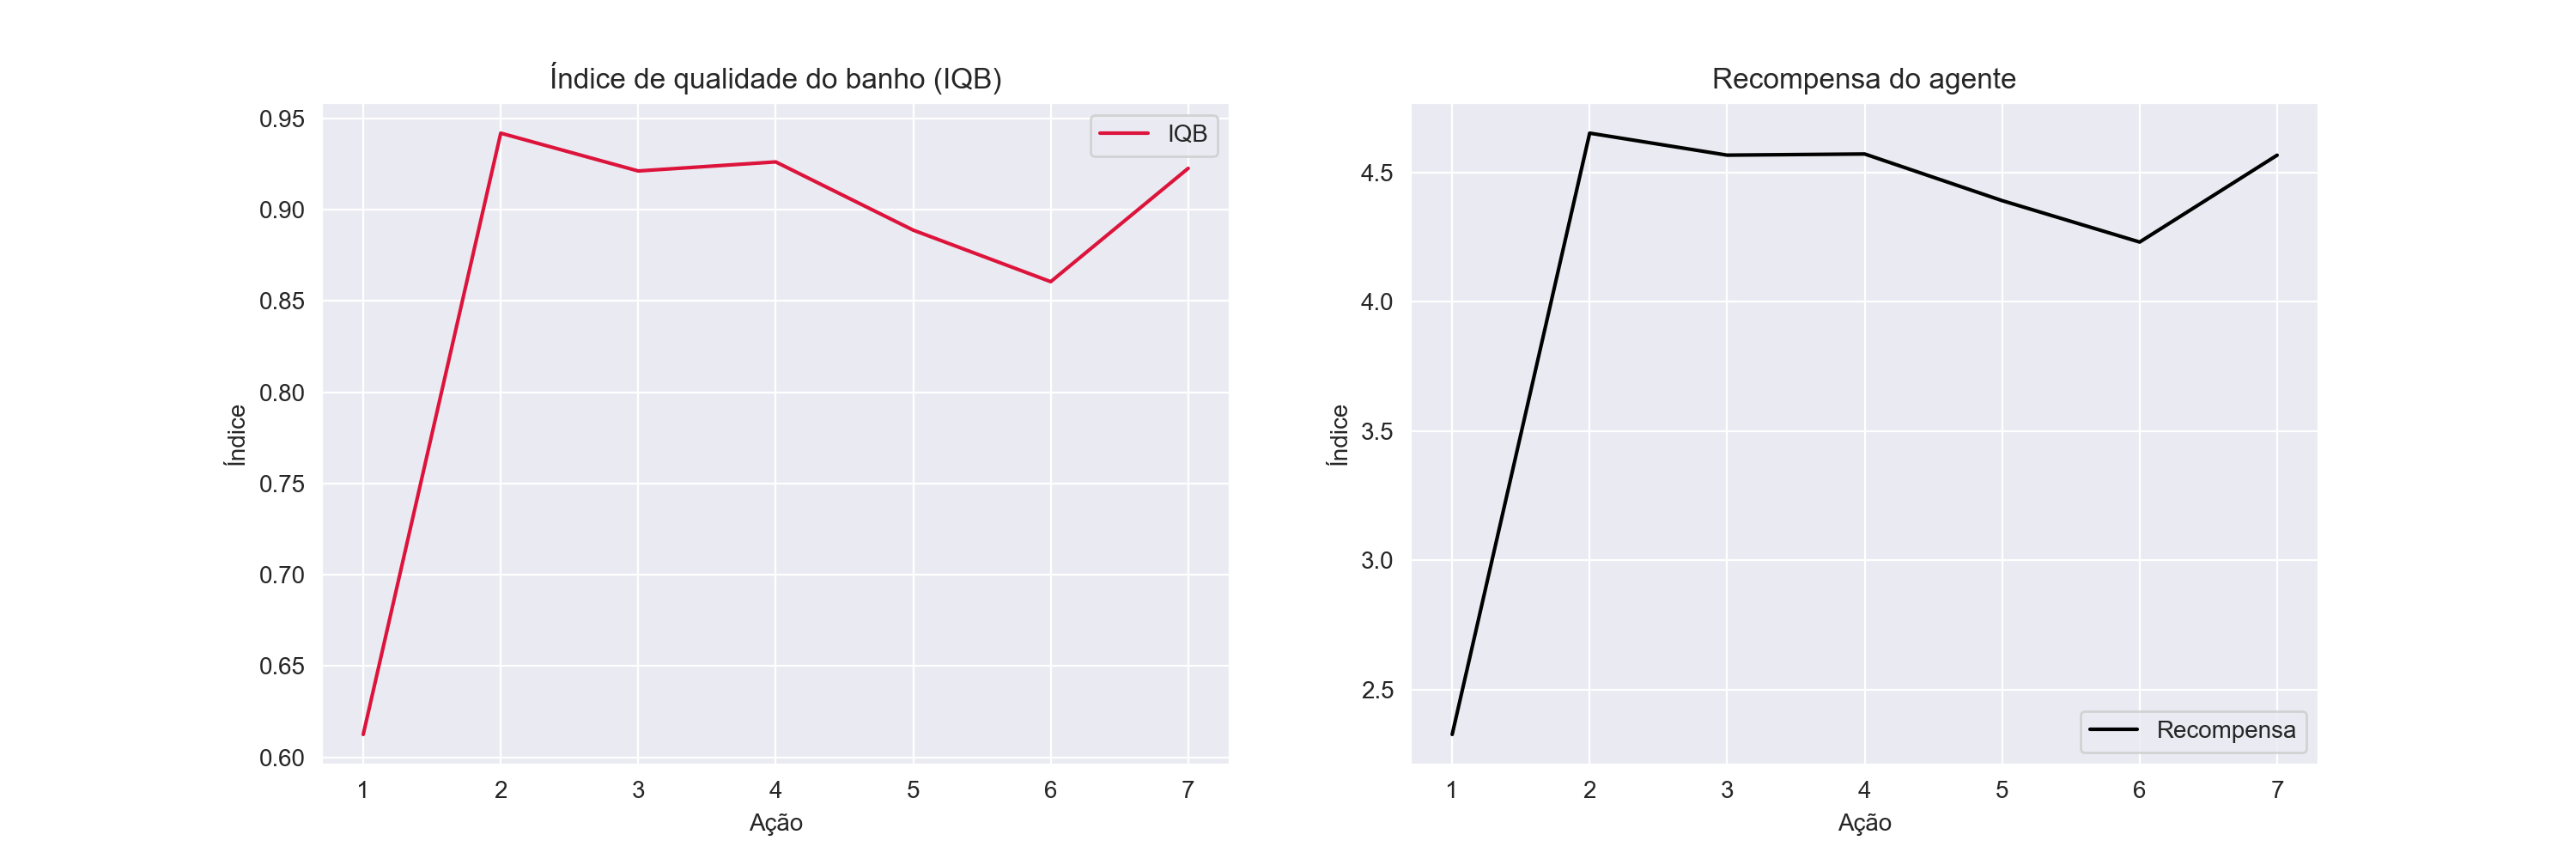 Índice de qualidade do banho (IQB)
0.95
0.90
0.85
0.80
0.75
0.70
0.65
0.60
Índice
IQB
1 2 3 4 5 6 7
Ação
Recompensa do agente
4.5
4.0
3.5
3.0
2.5
Índice
Recompensa
1 2 3 4 5 6 7
Ação